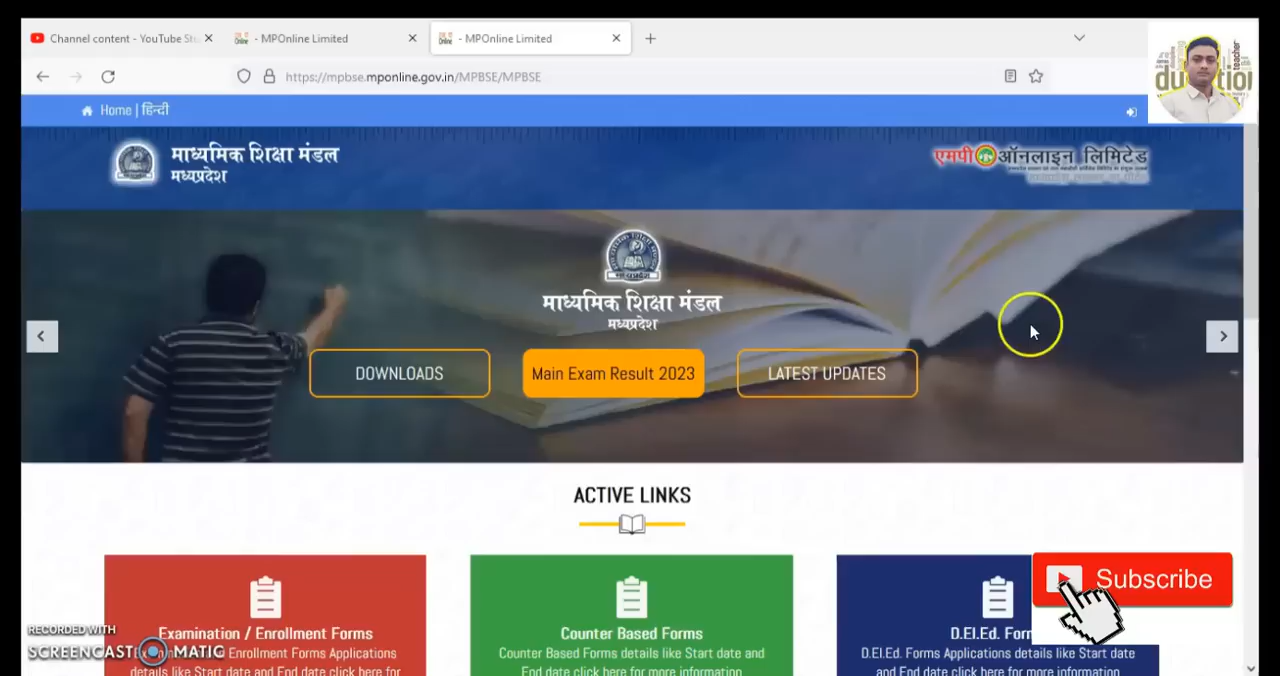 Channel content - YouTube St
- MPOnline Limited
- MPOnline Limited
https://mpbse.mponline.gov.in/MPBSE/MPBSE
teacher
Home | हिन्दी
माध्यमिक शिक्षा मंडल
मध्यप्रदेश
एमपी ऑनलाइन लिमिटेड
माध्यमिक शिक्षा मंडल
मध्यप्रदेश
DOWNLOADS
Main Exam Result 2023
LATEST UPDATES
ACTIVE LINKS
Subscribe
Examination / Enrollment Forms
Counter Based Forms
D.El.Ed. For
RECORDED WITH
SCREENCAST MATIC
Enrollment Forms Applications
Counter Based Forms details like Start date and
D.El.Ed. Forms Applications details like Start date
details like Start date and End date click here for
End date click here for more information
and End date click here for more information